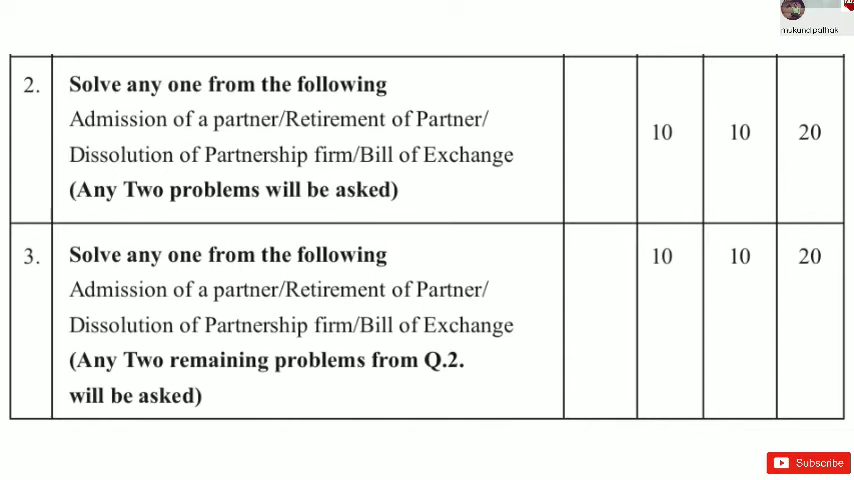 mukund pathak
2. Solve any one from the following
Admission of a partner/Retirement of Partner/
Dissolution of Partnership firm/Bill of Exchange
(Any Two problems will be asked)
10 10 20
3. Solve any one from the following 10 10 20
Admission of a partner/Retirement of Partner/
Dissolution of Partnership firm/Bill of Exchange
(Any Two remaining problems from Q.2.
will be asked)
Subscribe